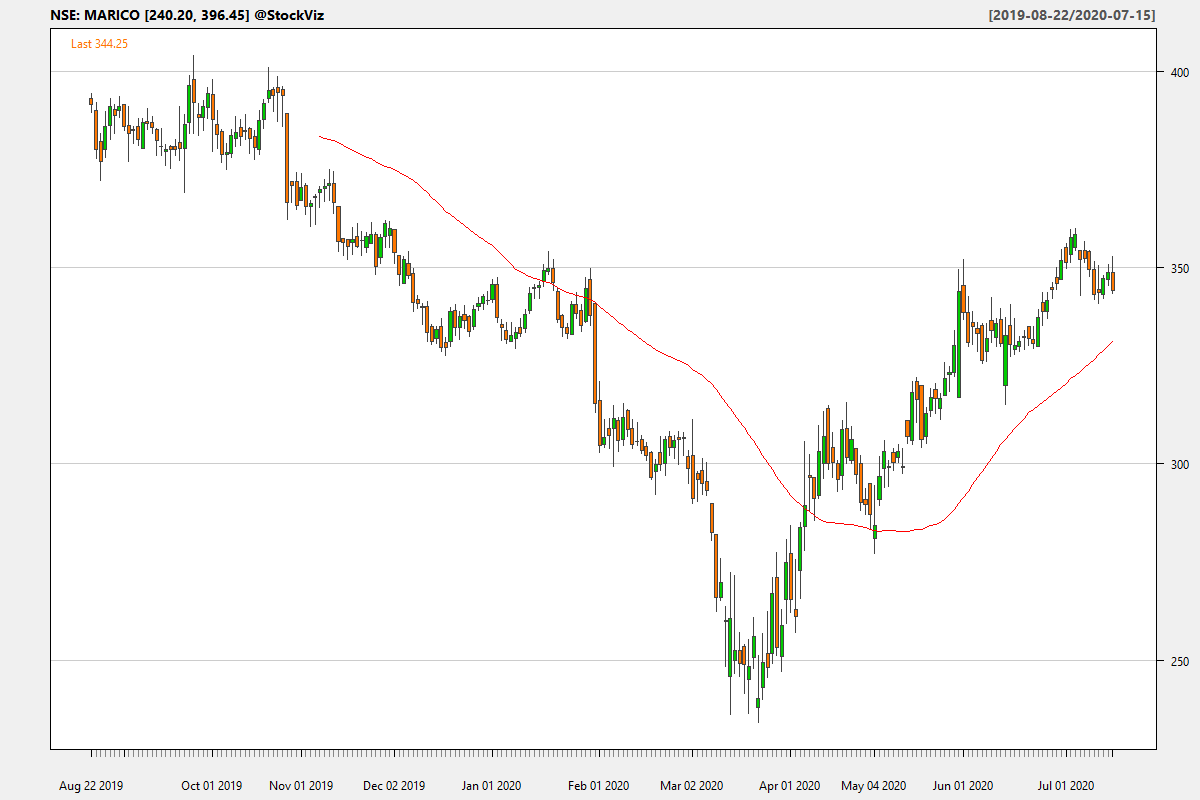 NSE: MARICO [240.20, 396.45] @StockViz [2019-08-22/2020-07-15]
Last 344.25
400
350
300
250
Aug 22 2019 Oct 01 2019 Nov 01 2019 Dec 02 2019 Jan 01 2020 Feb 01 2020 Mar 02 2020 Apr 01 2020 May 04 2020 Jun 01 2020 Jul 01 2020